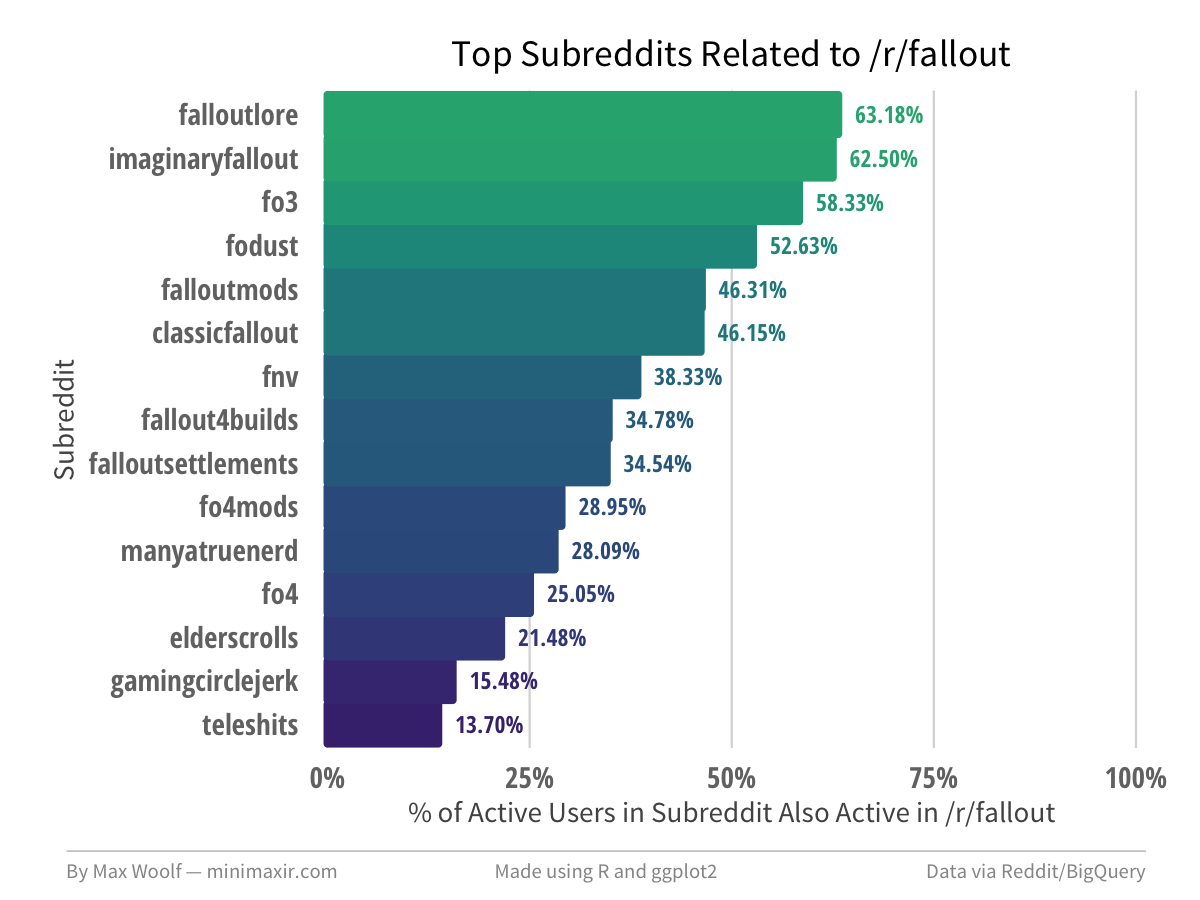 Top Subreddits Related to /r/fallout
Subreddit
falloutlore 63.18%
imaginaryfallout 62.50%
fo3 58.33%
fodust 52.63%
falloutmods 46.31%
classicfallout 46.15%
fnv 38.33%
fallout4builds 34.78%
falloutsettlements 34.54%
fo4mods 28.95%
manyatruenerd 28.09%
fo4 25.05%
elderscrolls 21.48%
gamingcirclejerk 15.48%
teleshits 13.70%
0% 25% 50% 75% 100%
% of Active Users in Subreddit Also Active in /r/fallout
By Max Woolf — minimaxir.com Made using R and ggplot2 Data via Reddit/BigQuery